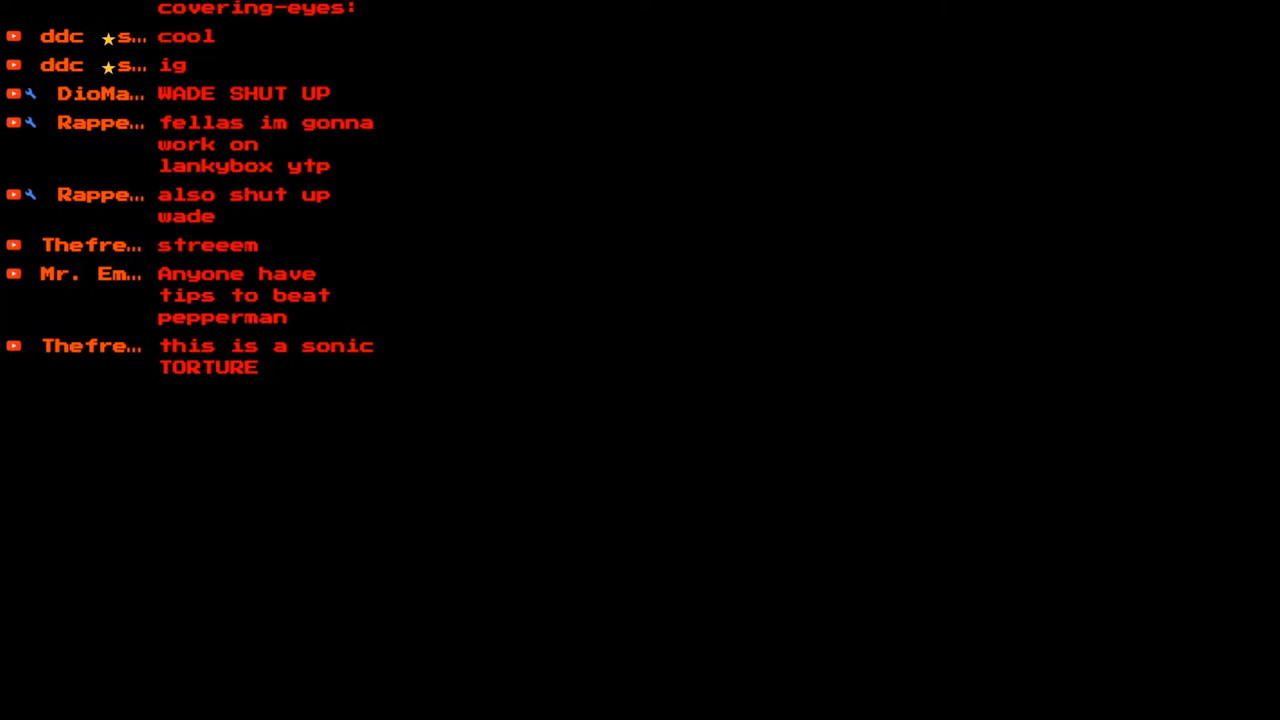 covering-eyes:
ddc ⭐s… cool
ddc ⭐s… ig
DioMa… WADE SHUT UP
Rappe… fellas im gonna
work on
lankybox ytp
Rappe… also shut up
wade
Thefre… streeem
Mr. Em… Anyone have
tips to beat
pepperman
Thefre… this is a sonic
TORTURE